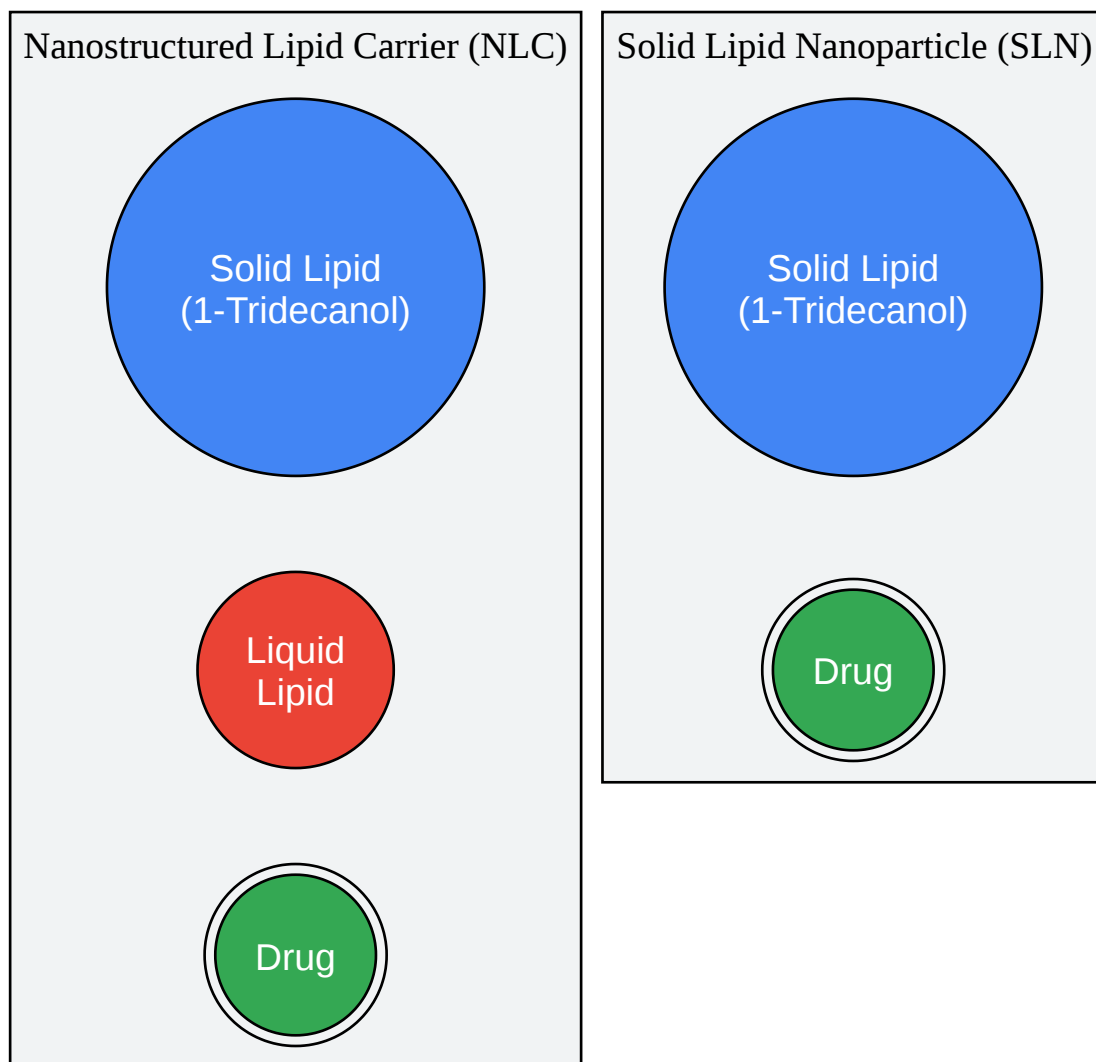 Nanostructured Lipid Carrier (NLC)
Solid Lipid
(1-Tridecanol)
Liquid
Lipid
Drug
Solid Lipid Nanoparticle (SLN)
Solid Lipid
(1-Tridecanol)
Drug